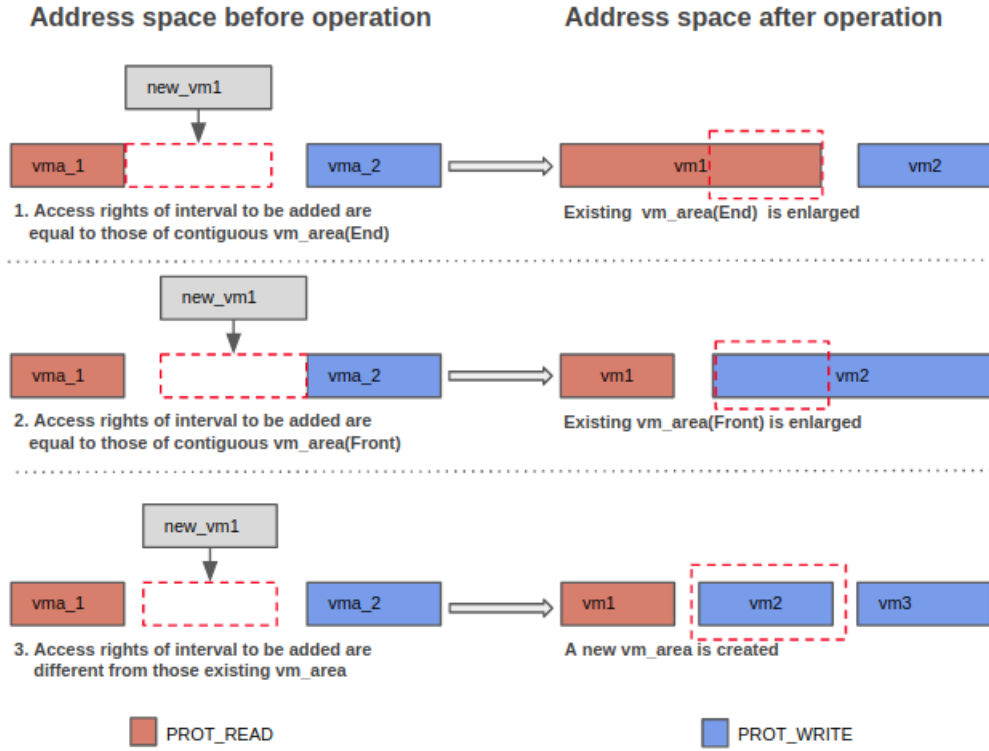 Address space before operation
Address space after operation
new_vm1
vma_1
vma_2
vm1
vm2
1. Access rights of interval to be added are
equal to those of contiguous vm_area(End)
Existing vm_area(End) is enlarged
new_vm1
vma_1
vma_2
vm1
vm2
2. Access rights of interval to be added are
equal to those of contiguous vm_area(Front)
Existing vm_area(Front) is enlarged
new_vm1
vma_1
vma_2
vm1
vm2
vm3
3. Access rights of interval to be added are
different from those existing vm_area
A new vm_area is created
PROT_READ
PROT_WRITE